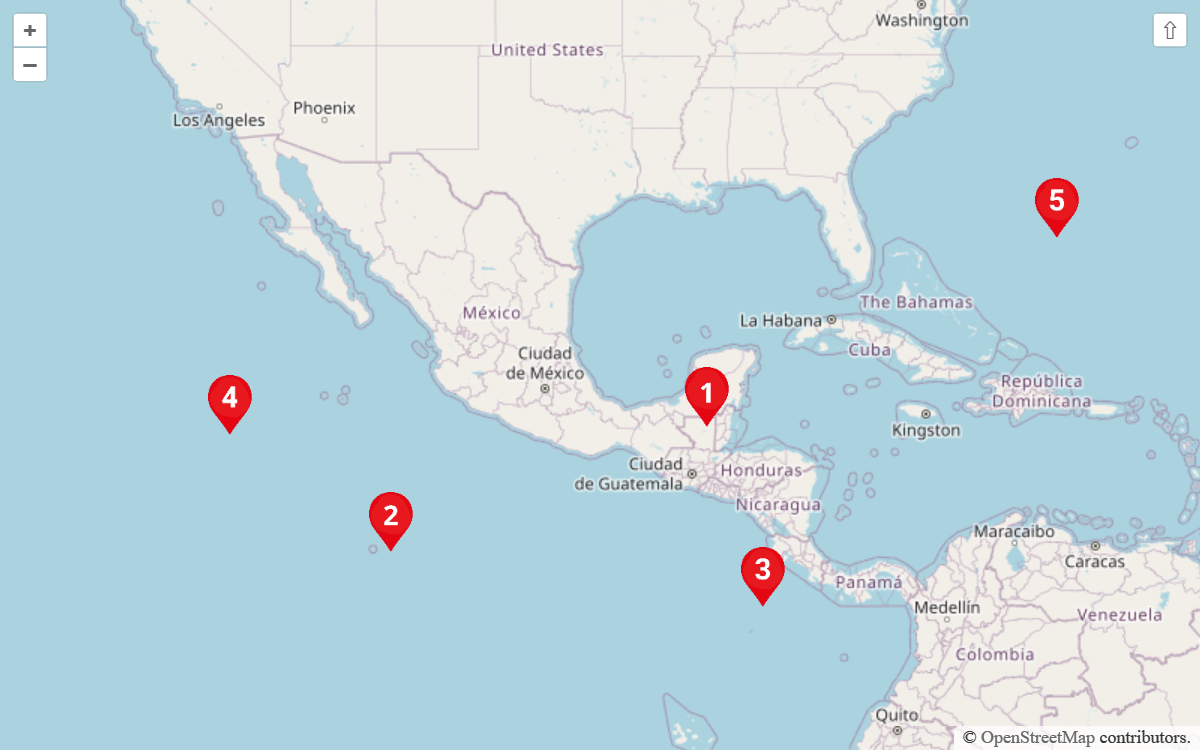 +
−
⇧
Washington
United States
Phoenix
Los Angeles
5
The Bahamas
México
La Habana
Cuba
Ciudad
de México
República
Dominicana
1
4
Kingston
Ciudad
de Guatemala
Honduras
Nicaragua
2
Maracaibo
Caracas
3
Panamá
Medellín
Venezuela
Colombia
Quito
© OpenStreetMap contributors.